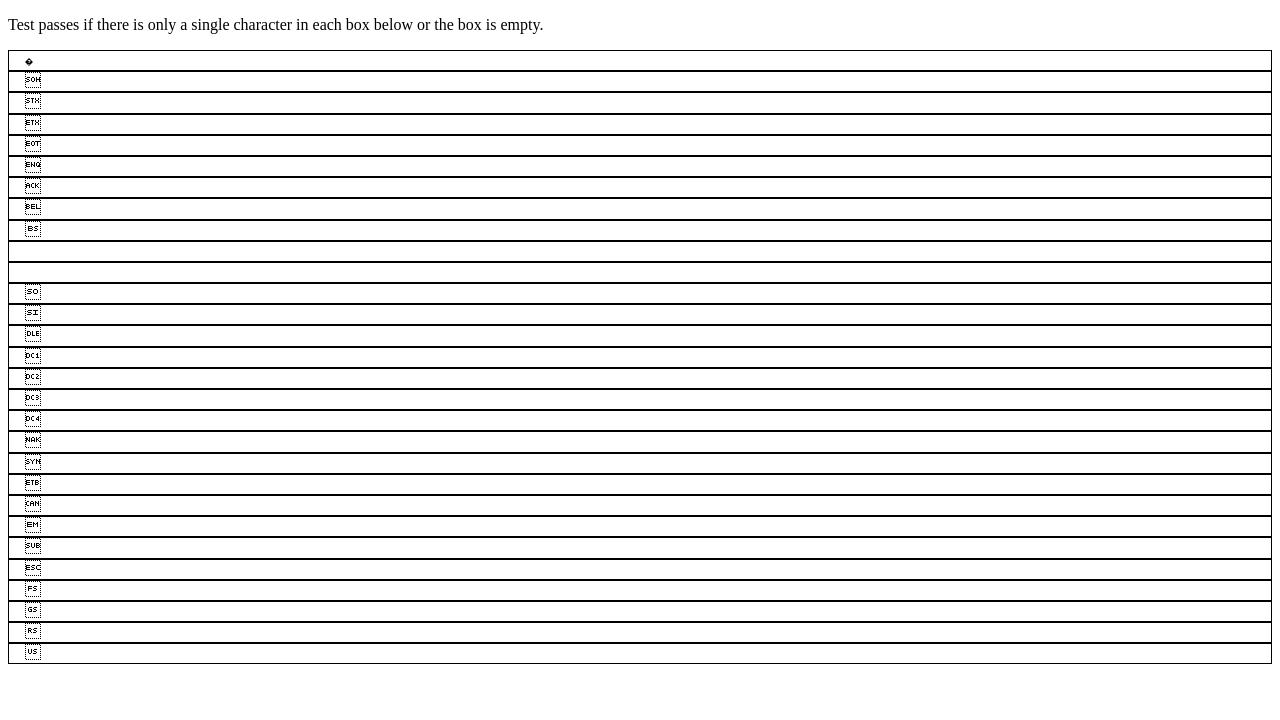 Test passes if there is only a single character in each box below or the box is empty.
�
SOH
STX
ETX
EOT
ENQ
ACK
BEL
BS
SO
SI
DLE
DC1
DC2
DC3
DC4
NAK
SYN
ETB
CAN
EM
SUB
ESC
FS
GS
RS
US